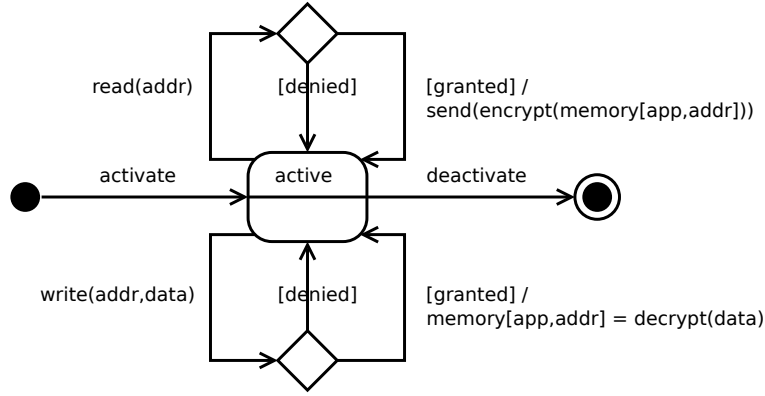 read(addr)
[denied]
[granted] /
send(encrypt(memory[app,addr]))
activate
active
deactivate
write(addr,data)
[denied]
[granted] /
memory[app,addr] = decrypt(data)